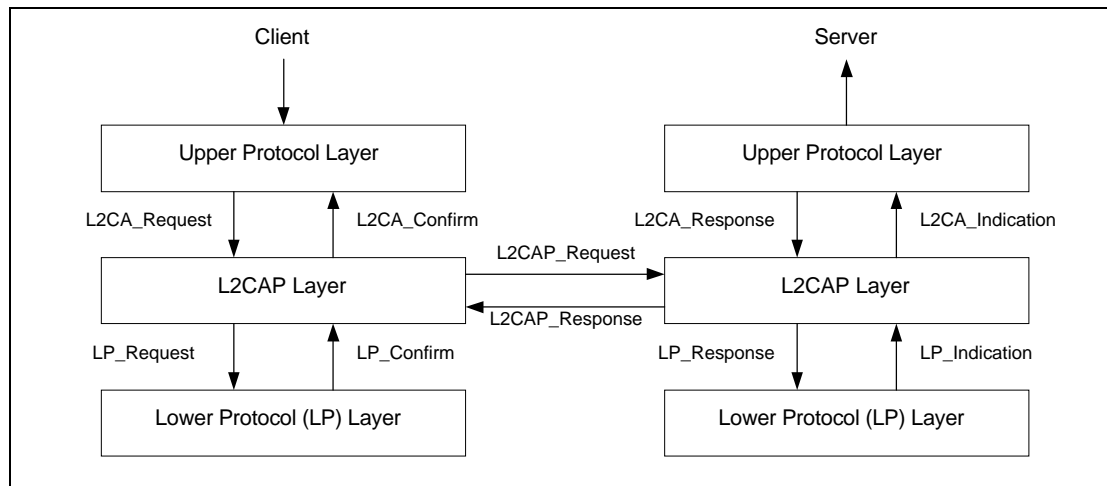 Client Server
Upper Protocol Layer Upper Protocol Layer
L2CA_Request L2CA_Confirm L2CA_Response L2CA_Indication
L2CAP_Request
L2CAP Layer L2CAP Layer
L2CAP_Response
LP_Request LP_Confirm LP_Response LP_Indication
Lower Protocol (LP) Layer Lower Protocol (LP) Layer